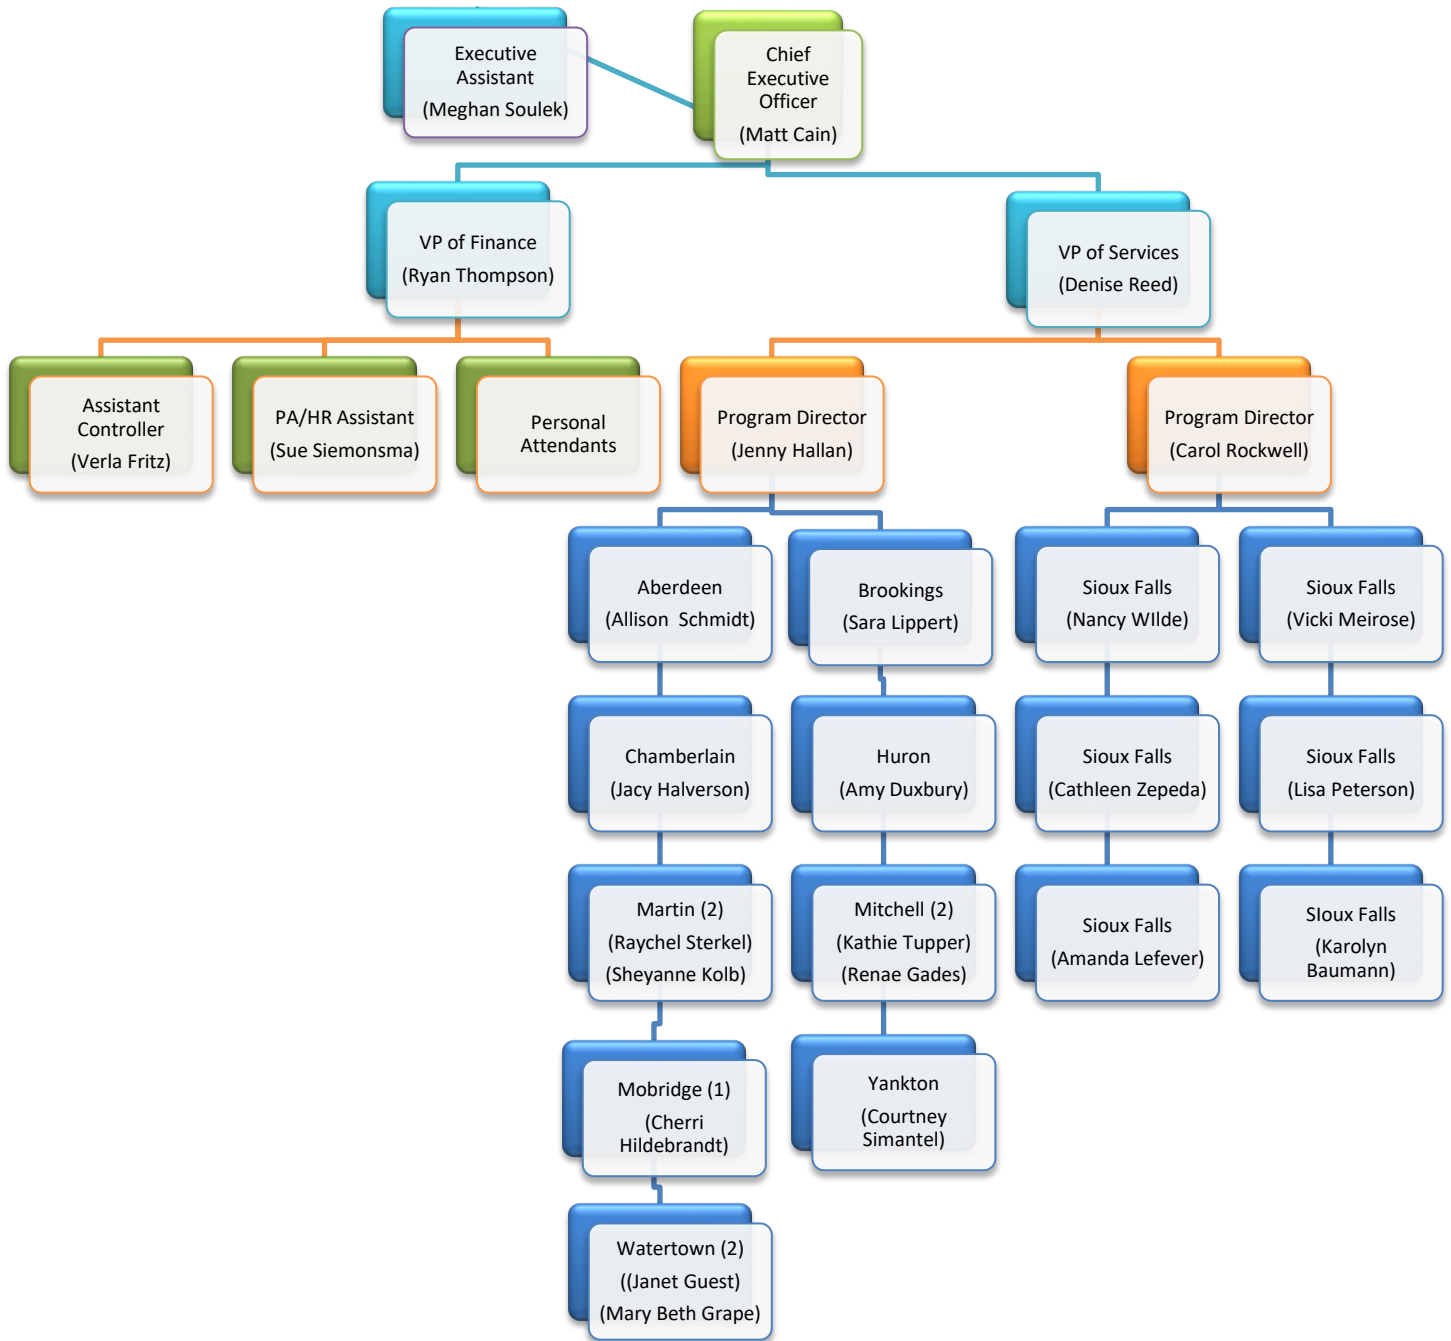 Executive
Assistant
(Meghan Soulek)
Chief
Executive
Officer
(Matt Cain)
VP of Finance
(Ryan Thompson)
VP of Services
(Denise Reed)
Assistant
Controller
(Verla Fritz)
PA/HR Assistant
(Sue Siemonsma)
Personal
Attendants
Program Director
(Jenny Hallan)
Program Director
(Carol Rockwell)
Aberdeen
(Allison  Schmidt)
Brookings
(Sara Lippert)
Sioux Falls
(Nancy WIlde)
Sioux Falls
(Vicki Meirose)
Chamberlain
(Jacy Halverson)
Huron
(Amy Duxbury)
Sioux Falls
(Cathleen Zepeda)
Sioux Falls
(Lisa Peterson)
Martin (2)
(Raychel Sterkel)
(Sheyanne Kolb)
Mitchell (2)
(Kathie Tupper)
(Renae Gades)
Sioux Falls
(Amanda Lefever)
SIoux Falls
(Karolyn
Baumann)
Mobridge (1)
(Cherri
Hildebrandt)
Yankton
(Courtney
Simantel)
Watertown (2)
((Janet Guest)
(Mary Beth Grape)